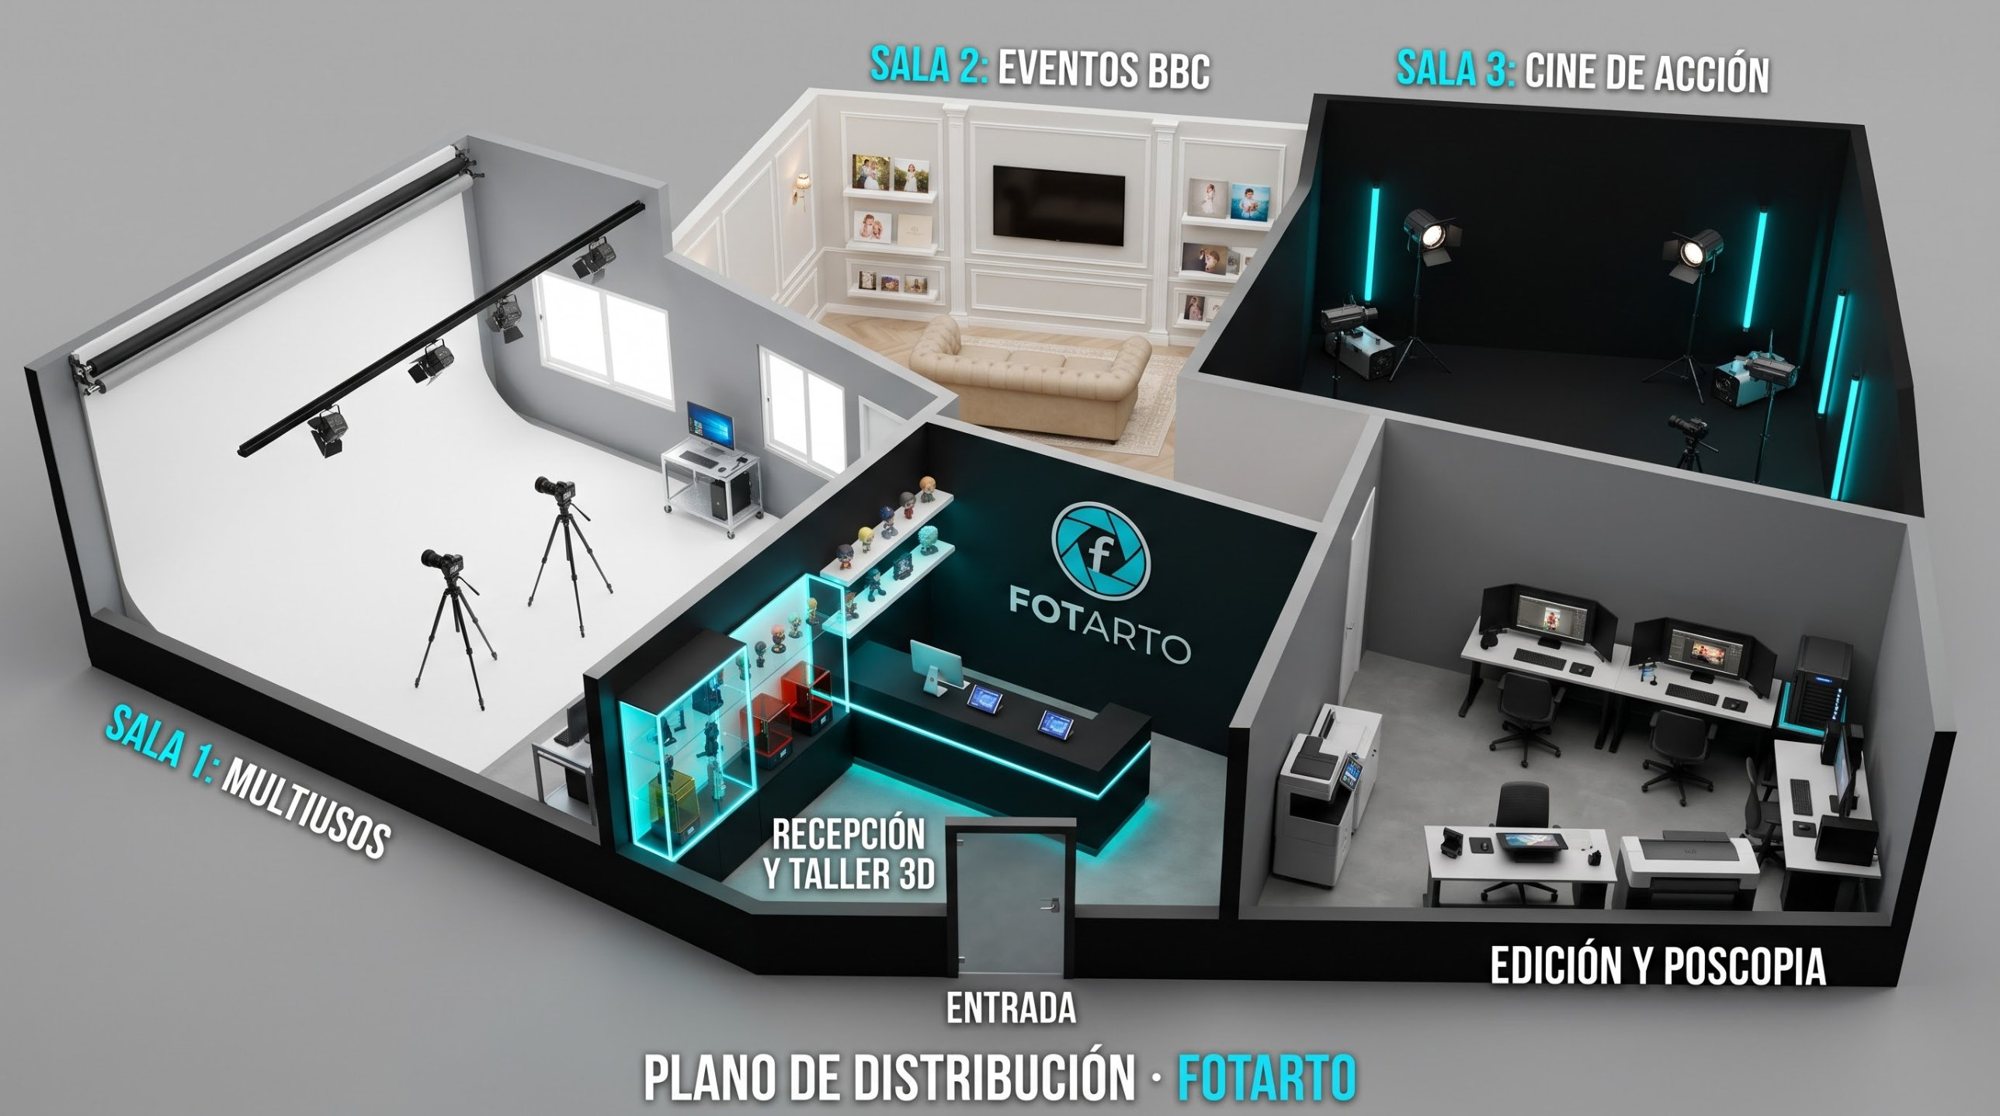 SALA 2: EVENTOS BBC
SALA 3: CINE DE ACCIÓN
SALA 1: MULTIUSOS
f
FOTARTO
RECEPCIÓN
Y TALLER 3D
EDICIÓN Y POSCOPIA
ENTRADA
PLANO DE DISTRIBUCIÓN · FOTARTO